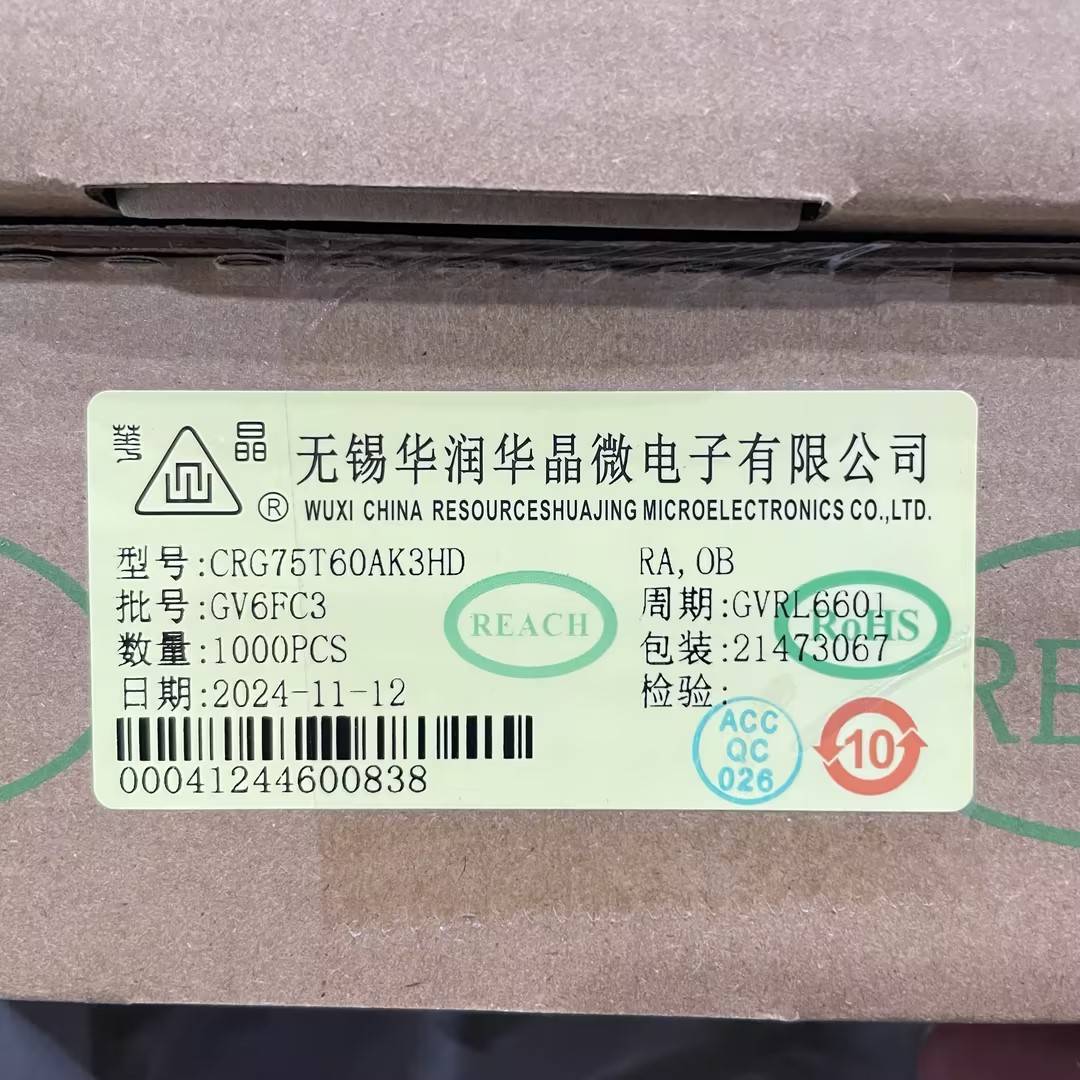 華 晶
®
无锡华润华晶微电子有限公司
WUXI CHINA RESOURCESHUAJING MICROELECTRONICS CO.,LTD.
型号:CRG75T60AK3HD
RA,OB
批号:GV6FC3
周期:GVRL6601
数量:1000PCS
包装:21473067
日期:2024-11-12
检验:
REACH
RoHS
ACC
QC
026
10
00041244600838
RE